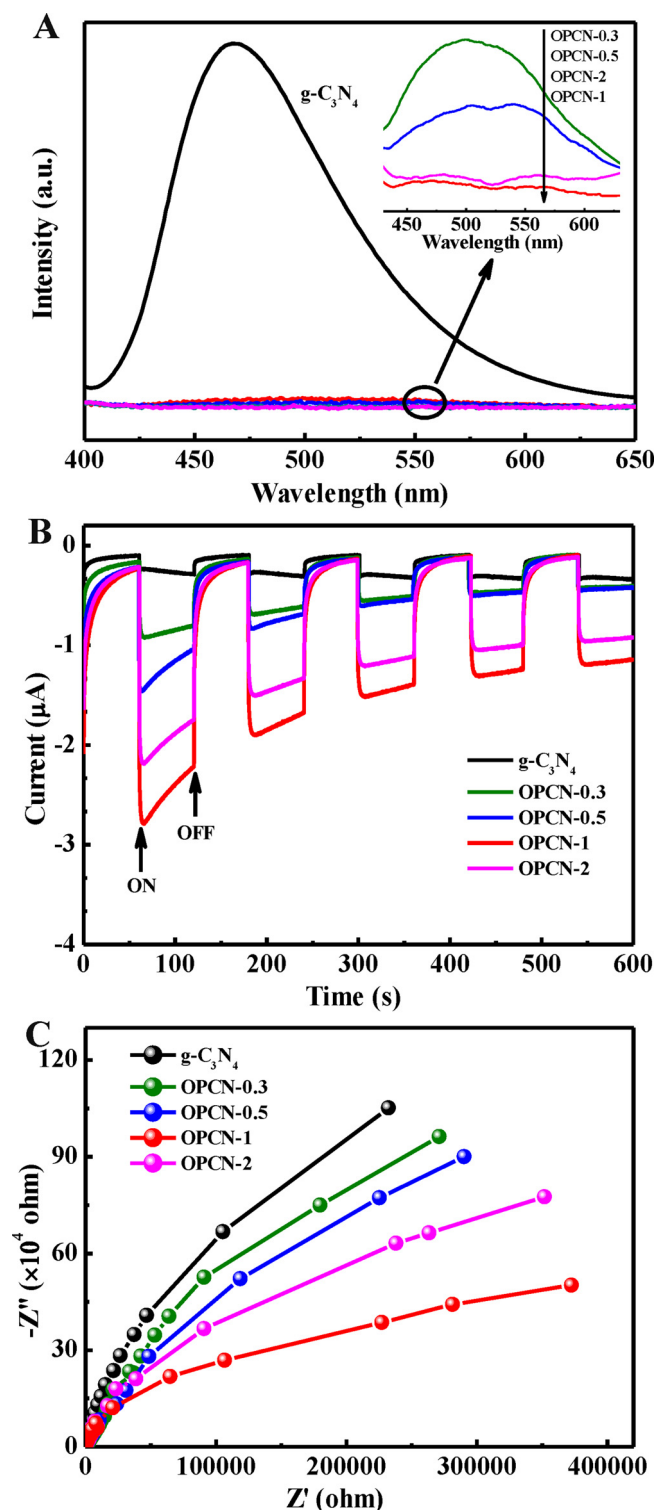 A
g-C₃N₄
OPCN-0.3
OPCN-0.5
OPCN-2
OPCN-1
450 500 550 600
Wavelength (nm)
Intensity (a.u.)
400 450 500 550 600 650
Wavelength (nm)
B
0
-1
-2
-3
-4
Current (μA)
ON
OFF
g-C₃N₄
OPCN-0.3
OPCN-0.5
OPCN-1
OPCN-2
0 100 200 300 400 500 600
Time (s)
C
120
90
60
30
0
-Z" (×10⁴ ohm)
g-C₃N₄
OPCN-0.3
OPCN-0.5
OPCN-1
OPCN-2
0 100000 200000 300000 400000
Z' (ohm)